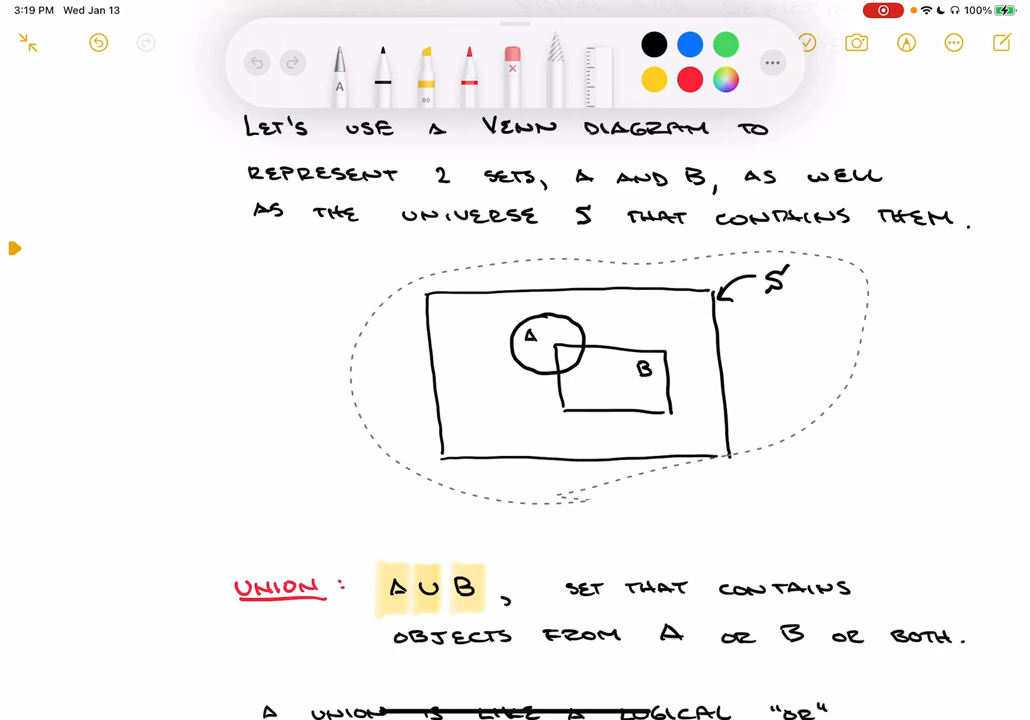 3:19 PM Wed Jan 13
100%
A
80
LET'S USE A VENN DIAGRAM TO
REPRESENT 2 SETS, A AND B, AS WELL
AS THE UNIVERSE S THAT CONTAINS THEM.
S
A
B
UNION: A ∪ B, SET THAT CONTAINS
OBJECTS FROM A OR B OR BOTH.
A UNION IS LIKE A LOGICAL "OR"